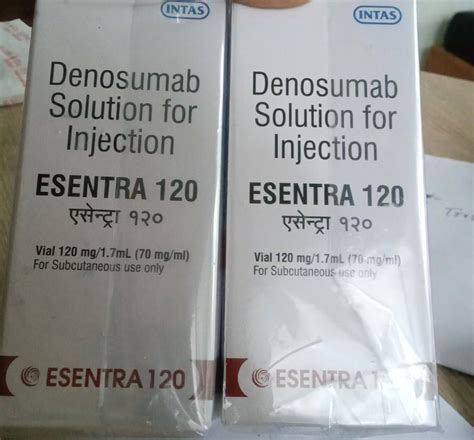 INTAS
Denosumab
Solution for
Injection
ESENTRA 120
एसेन्ट्रा १२०
Vial 120 mg/1.7mL (70 mg/ml)
For Subcutaneous use only
ESENTRA 120
INTAS
Denosumab
Solution for
Injection
ESENTRA 120
एसेन्ट्रा १२०
Vial 120 mg/1.7mL (70 mg/ml)
For Subcutaneous use only
ESENTRA